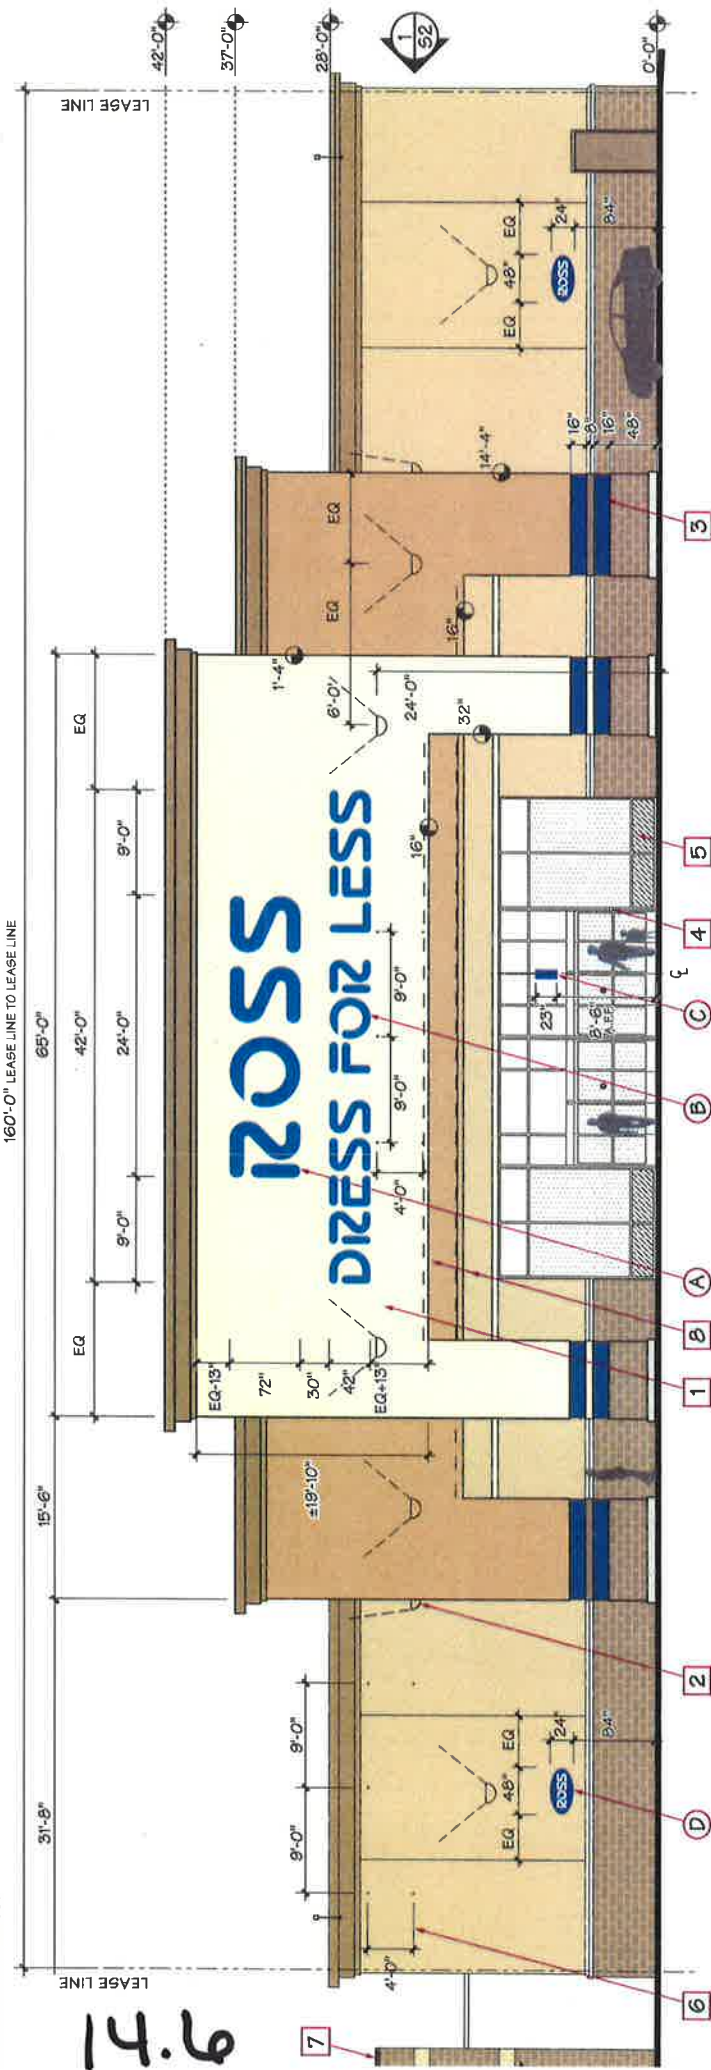 14.6
160'-0" LEASE LINE TO LEASE LINE
31'-8"
15'-6"
65'-0"
EQ
42'-0"
EQ
9'-0"
24'-0"
9'-0"
42'-0"
37'-0"
28'-0"
0'-0"
1
S2
LEASE LINE
LEASE LINE
9'-0"
9'-0"
4'-0"
EQ
48"
EQ
24"
84"
ROSS
±19'-10"
EQ-13"
72"
30"
42"
EQ+13"
ROSS
DRESS FOR LESS
4'-0"
9'-0"
9'-0"
1'-4"
6'-0"
24'-0"
16"
32"
EQ
EQ
16"
14'-4"
23"
8'-6"
A.F.F.
16"
8"
16"
48"
EQ
48"
EQ
24"
84"
ROSS
CL
7
6
D
2
1
8
A
B
C
4
5
3